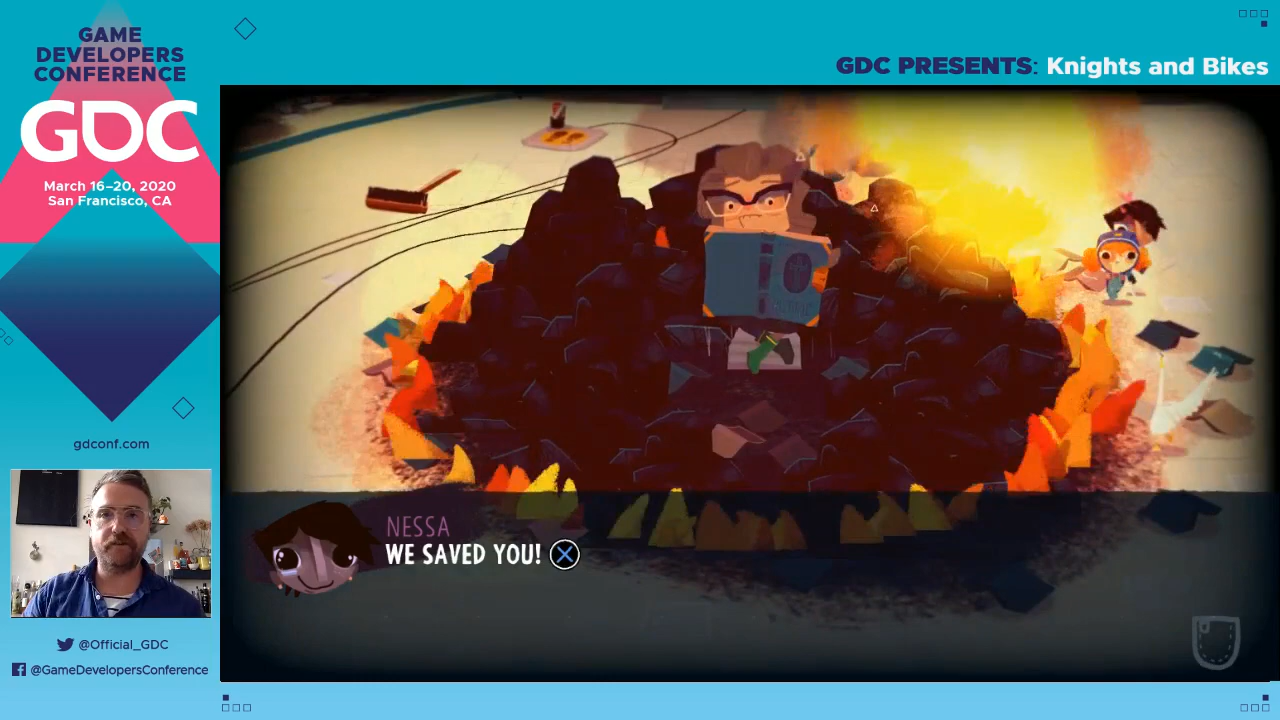 GAME
DEVELOPERS
CONFERENCE
GDC
March 16–20, 2020
San Francisco, CA
gdconf.com
@Official_GDC
@GameDevelopersConference
GDC PRESENTS: Knights and Bikes
NESSA
WE SAVED YOU!